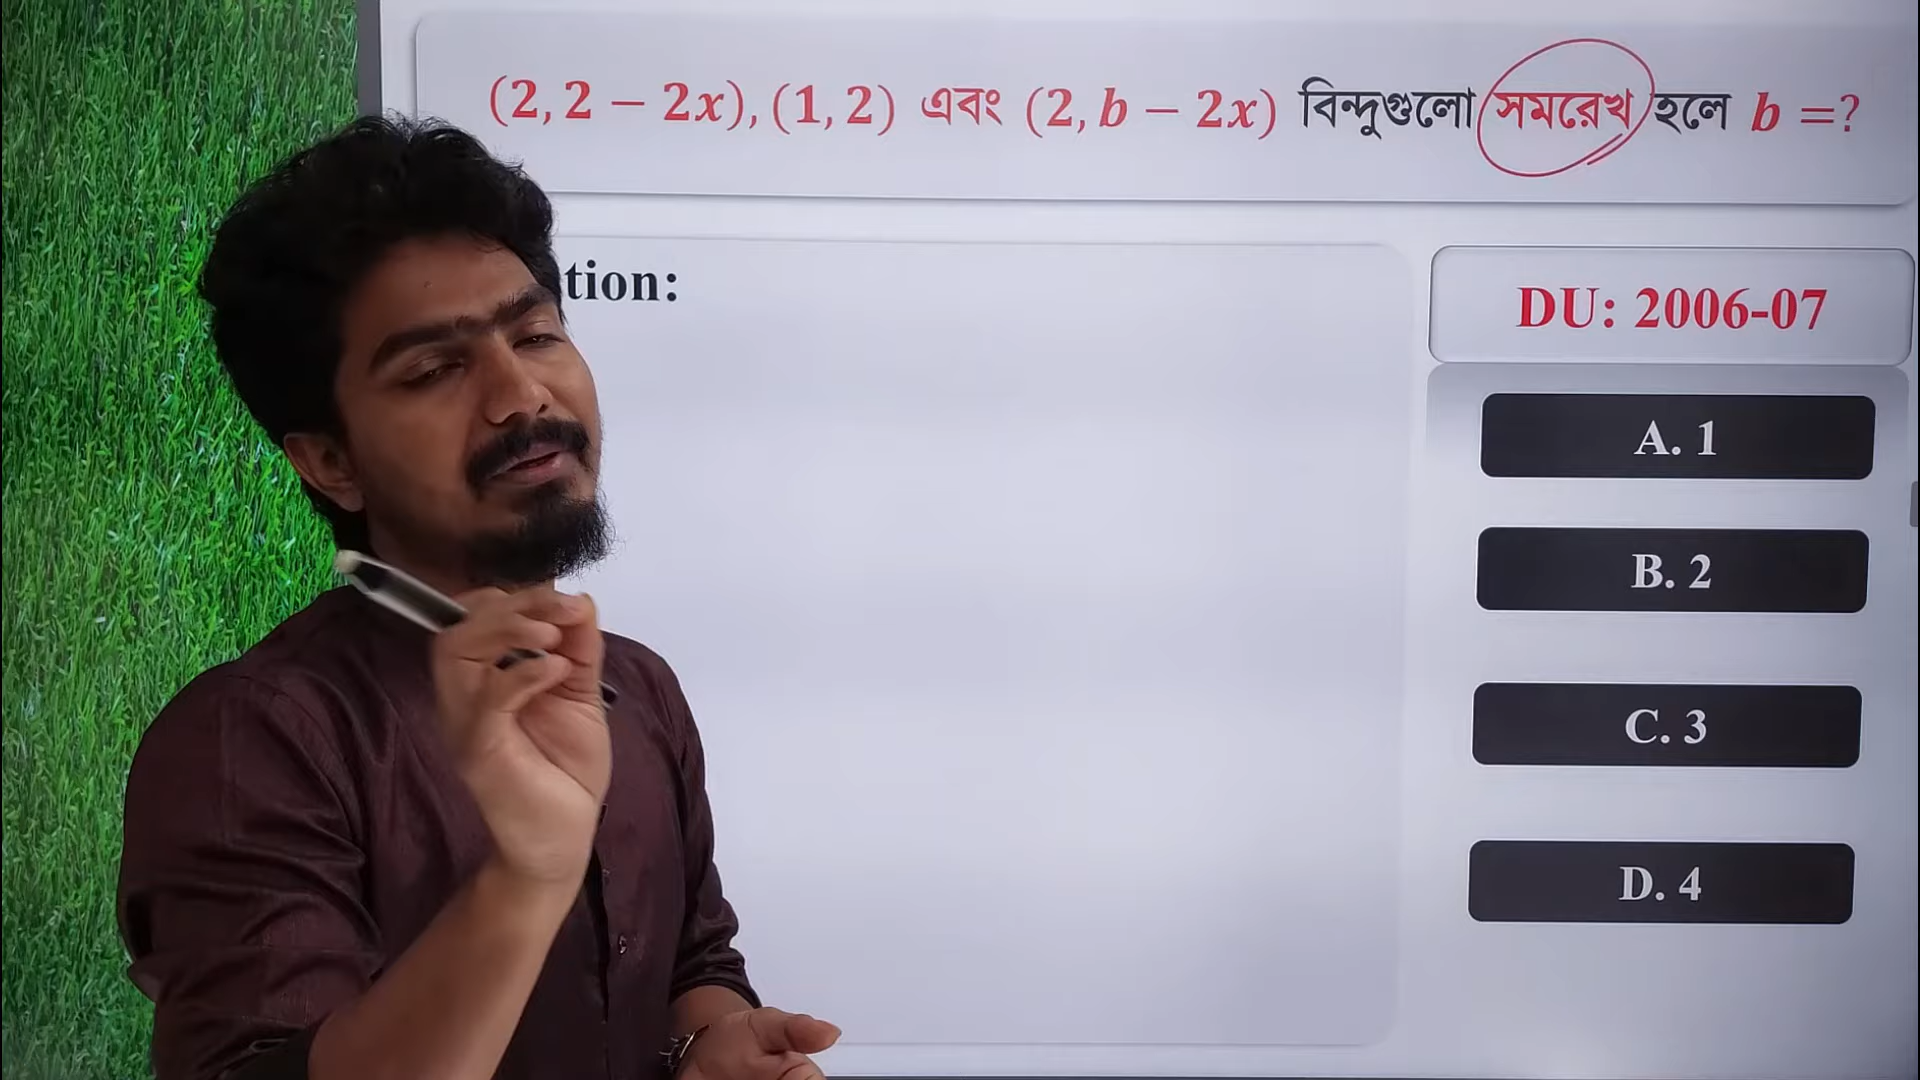 (2, 2 − 2x), (1, 2) এবং (2, b − 2x) বিন্দুগুলো সমরেখ হলে b =?
tion:
DU: 2006-07
A. 1
B. 2
C. 3
D. 4